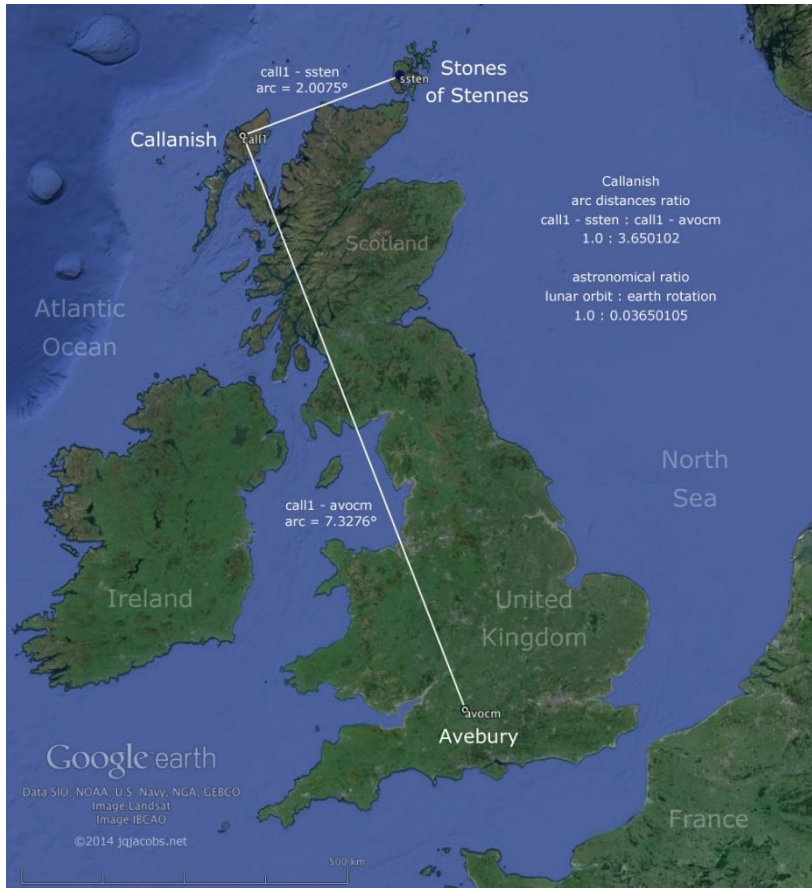 call1 - ssten
arc = 2.0075°
ssten
Stones
of Stennes
Callanish
call1
Callanish
arc distances ratio
call1 - ssten : call1 - avocm
1.0 : 3.650102
astronomical ratio
lunar orbit : earth rotation
1.0 : 0.03650105
Scotland
Atlantic
Ocean
North
Sea
call1 - avocm
arc = 7.3276°
Ireland
United
Kingdom
avocm
Avebury
Google earth
Data SIO, NOAA, U.S. Navy, NGA, GEBCO
Image Landsat
Image IBCAO
©2014 jqjacobs.net
France
500 km